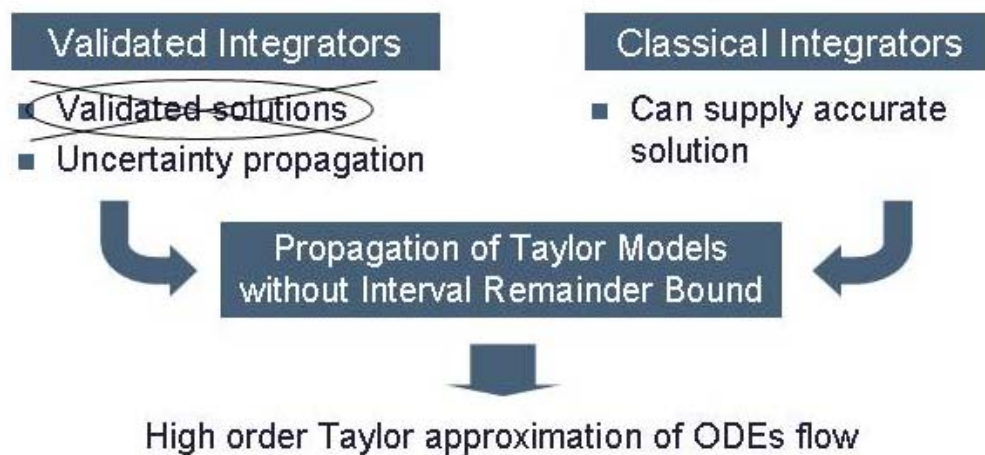 Validated Integrators
Validated solutions
Uncertainty propagation
Classical Integrators
Can supply accurate
solution
Propagation of Taylor Models
without Interval Remainder Bound
High order Taylor approximation of ODEs flow